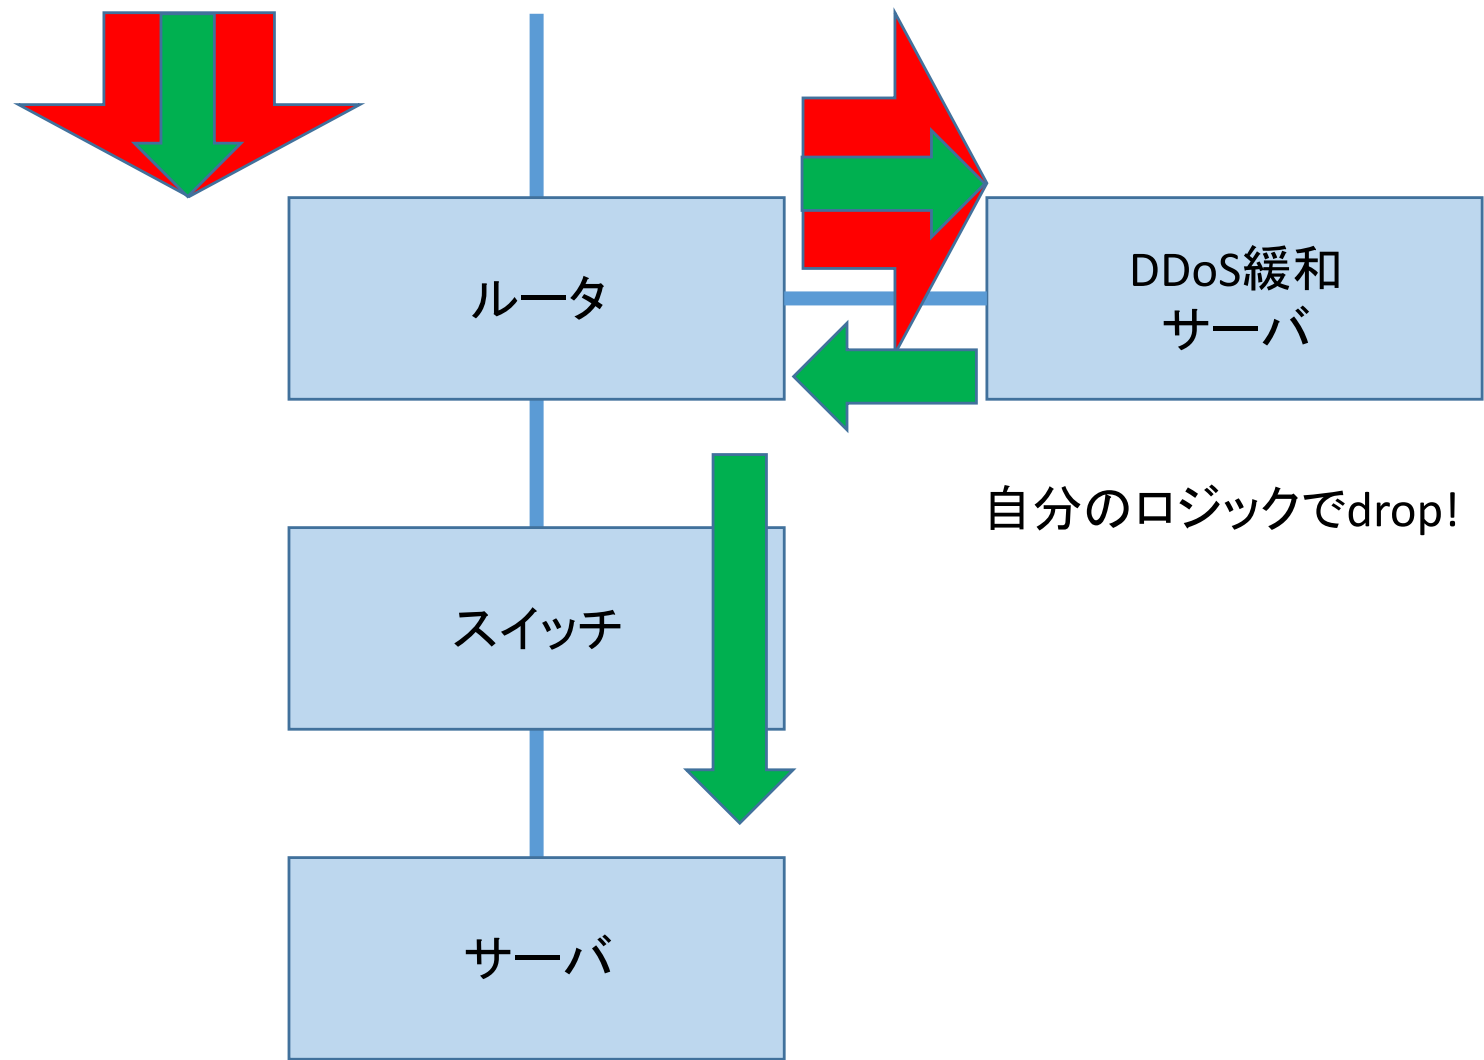 ルータ
DDoS緩和
サーバ
自分のロジックでdrop!
スイッチ
サーバ